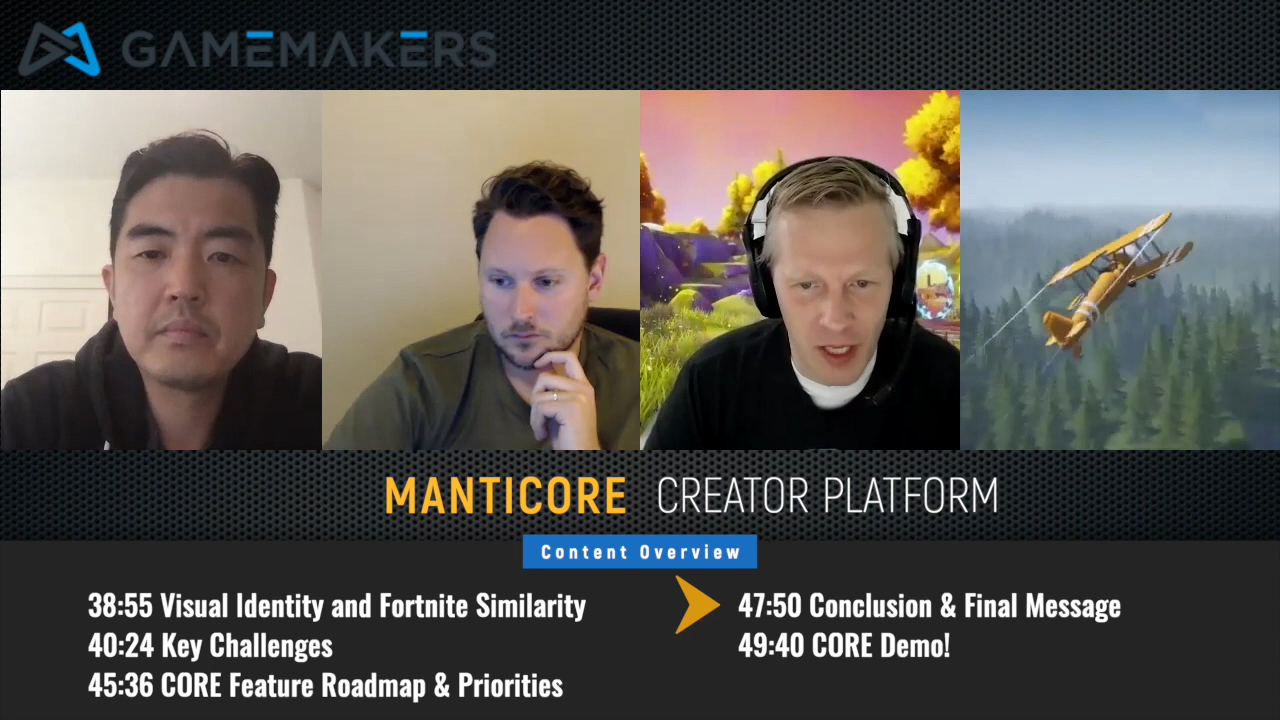 GAMEMAKERS
MANTICORE CREATOR PLATFORM
Content Overview
38:55 Visual Identity and Fortnite Similarity
40:24 Key Challenges
45:36 CORE Feature Roadmap & Priorities
47:50 Conclusion & Final Message
49:40 CORE Demo!